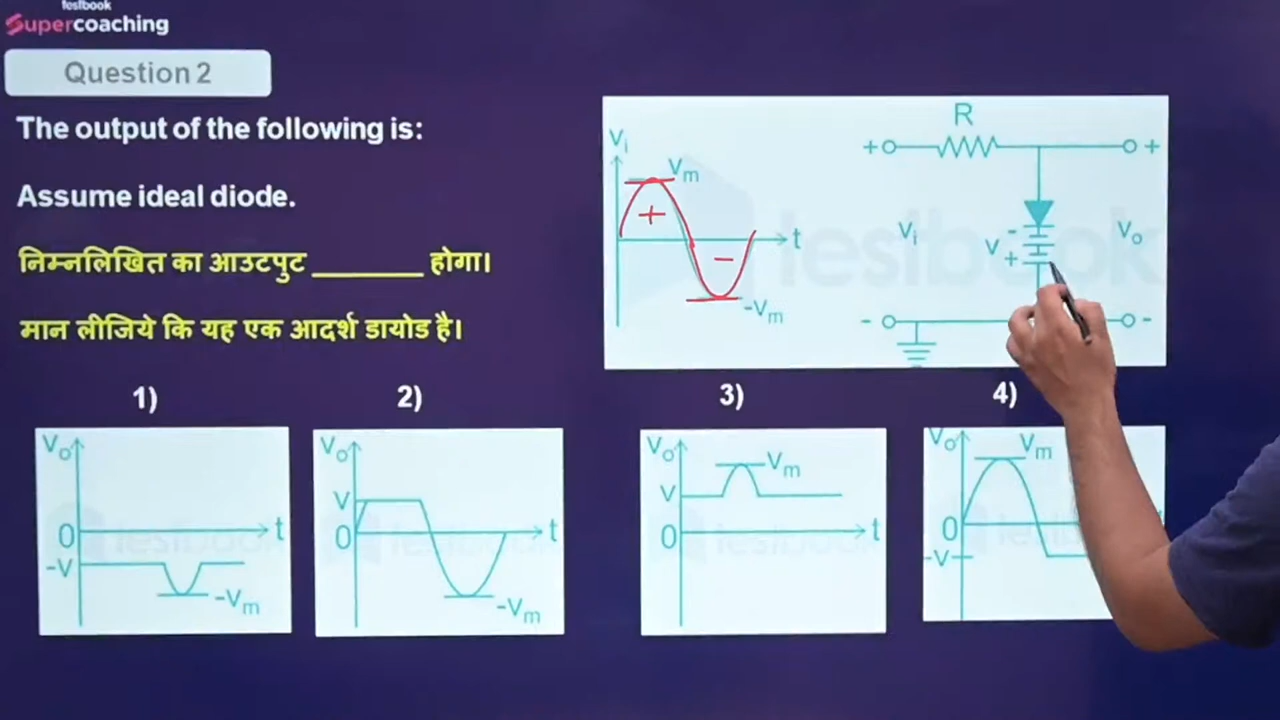 testbook
Supercoaching
Question 2
The output of the following is:
Assume ideal diode.
निम्नलिखित का आउटपुट ________ होगा।
मान लीजिये कि यह एक आदर्श डायोड है।
Vi
Vm
+
t
-
-Vm
R
+
+
Vi
-
V
+
Vo
-
-
testbook
1)
2)
3)
4)
Vo
0
t
-V
-Vm
Vo
V
0
t
-Vm
Vo
V
Vm
0
t
Vo
Vm
0
-V